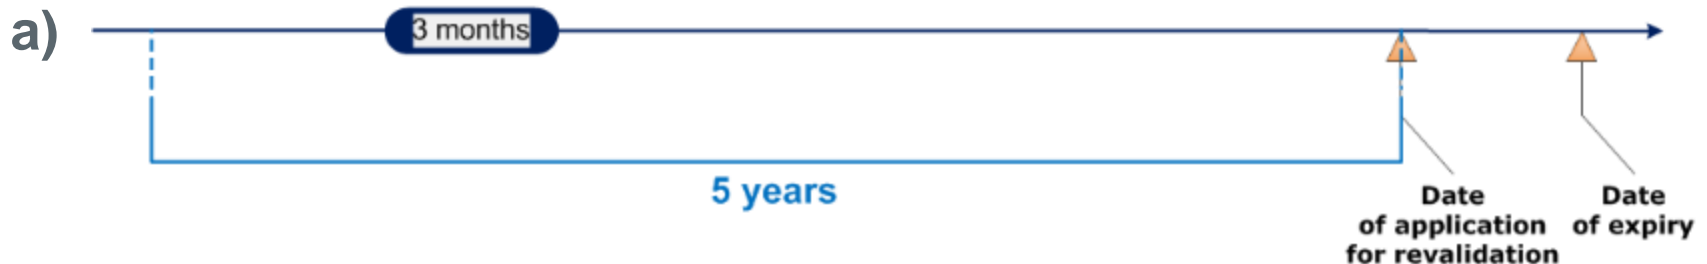 a)
3 months
5 years
Date
of application
for revalidation
Date
of expiry